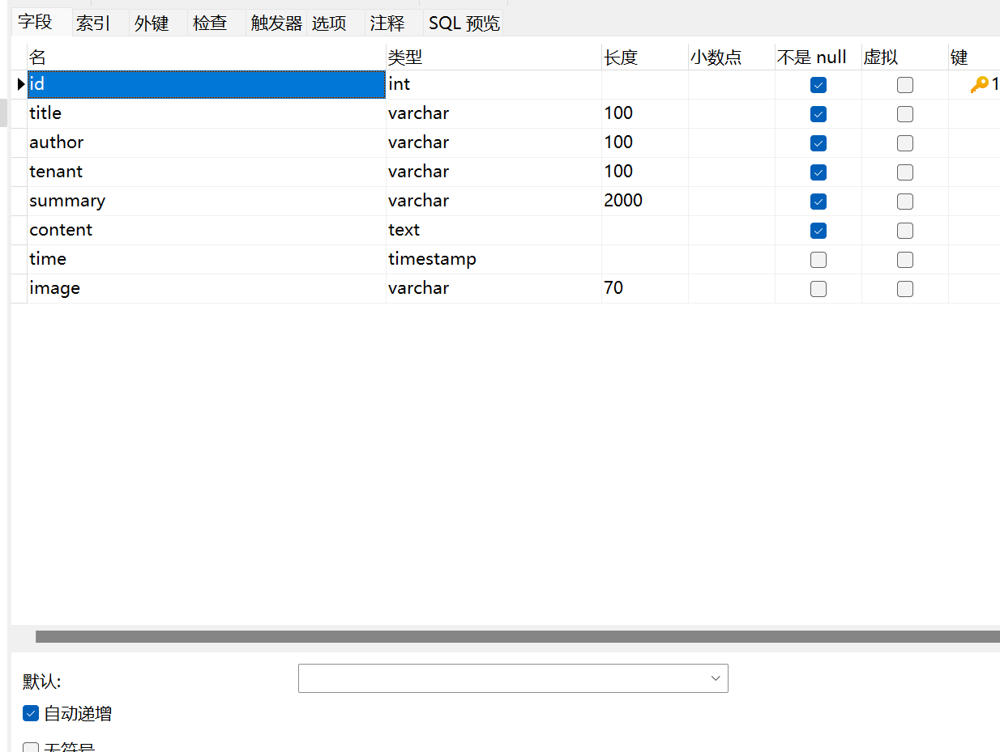 字段 索引 外键 检查 触发器 选项 注释 SQL 预览
名 类型 长度 小数点 不是 null 虚拟 键
id int 1
title varchar 100
author varchar 100
tenant varchar 100
summary varchar 2000
content text
time timestamp
image varchar 70
默认:
自动递增
无符号